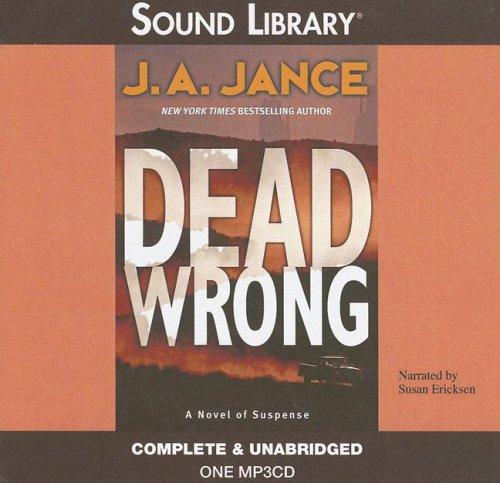 SOUND LIBRARY®
J. A. JANCE
NEW YORK TIMES BESTSELLING AUTHOR
DEAD
WRONG
Narrated by
Susan Ericksen
A Novel of Suspense
COMPLETE & UNABRIDGED
ONE MP3CD